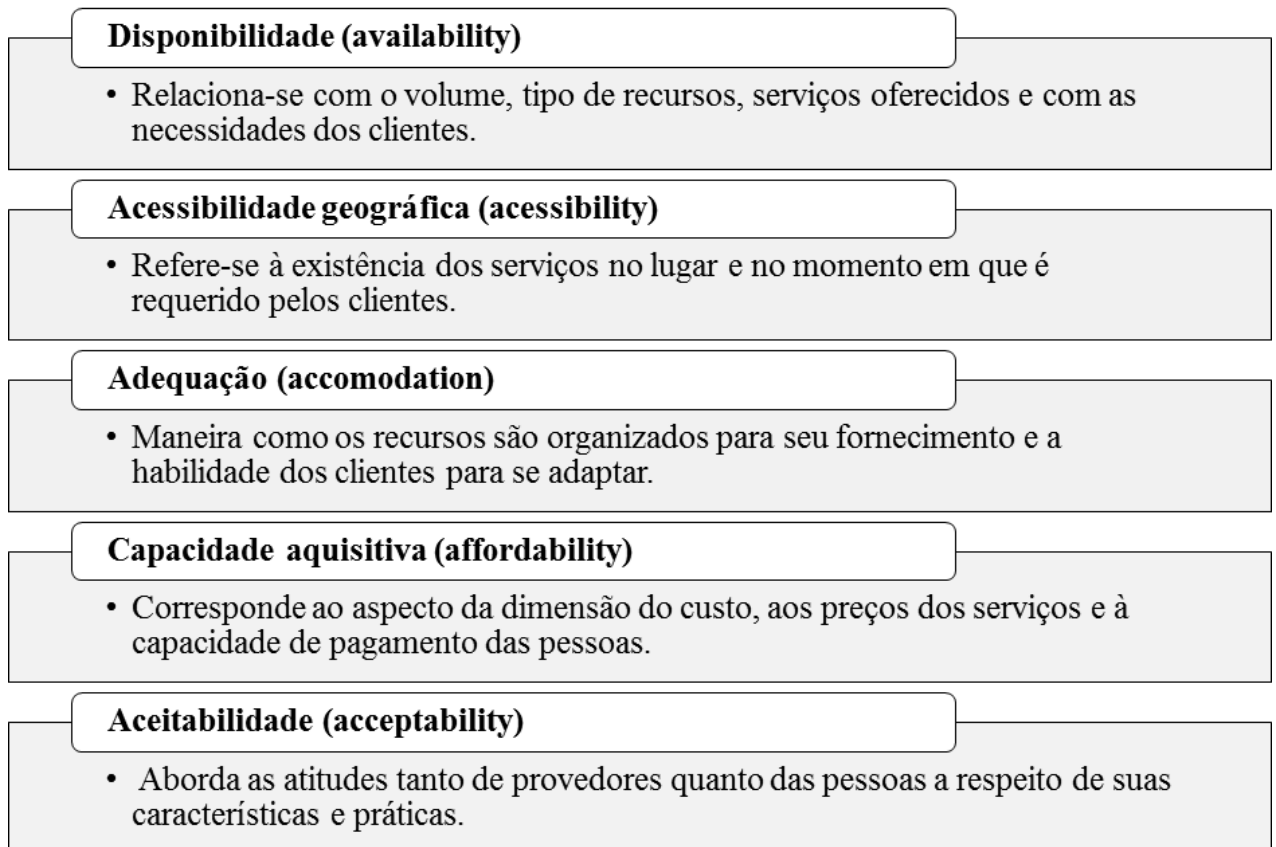 Disponibilidade (availability)
• Relaciona-se com o volume, tipo de recursos, serviços oferecidos e com as
necessidades dos clientes.
Acessibilidade geográfica (acessibility)
• Refere-se à existência dos serviços no lugar e no momento em que é
requerido pelos clientes.
Adequação (accomodation)
• Maneira como os recursos são organizados para seu fornecimento e a
habilidade dos clientes para se adaptar.
Capacidade aquisitiva (affordability)
• Corresponde ao aspecto da dimensão do custo, aos preços dos serviços e à
capacidade de pagamento das pessoas.
Aceitabilidade (acceptability)
• Aborda as atitudes tanto de provedores quanto das pessoas a respeito de suas
características e práticas.